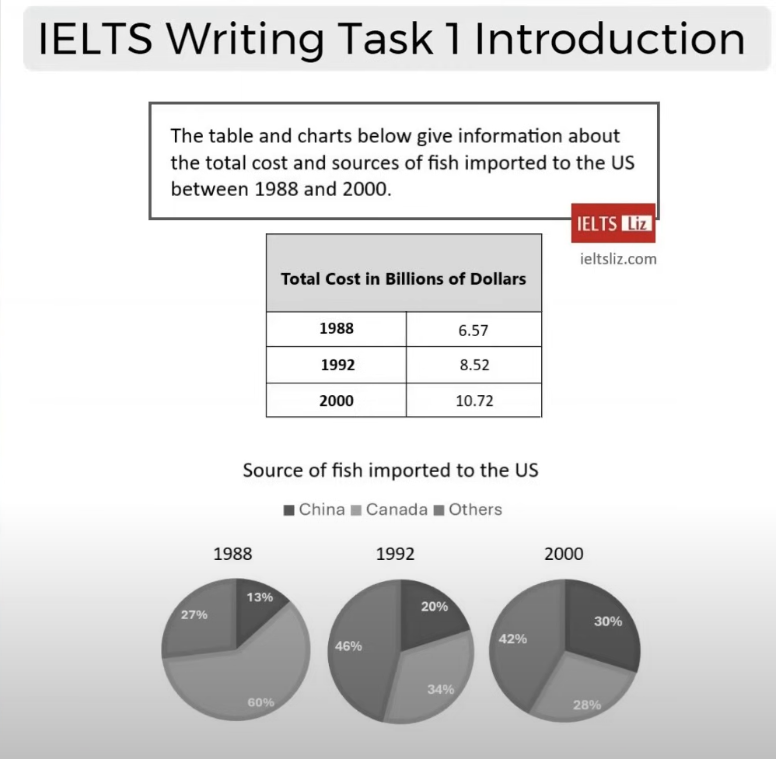 IELTS Writing Task 1 Introduction
The table and charts below give information about
the total cost and sources of fish imported to the US
between 1988 and 2000.
IELTS Liz
ieltsliz.com
Total Cost in Billions of Dollars
1988 6.57
1992 8.52
2000 10.72
Source of fish imported to the US
China Canada Others
1988 1992 2000
13% 27% 60%
20% 46% 34%
30% 42% 28%